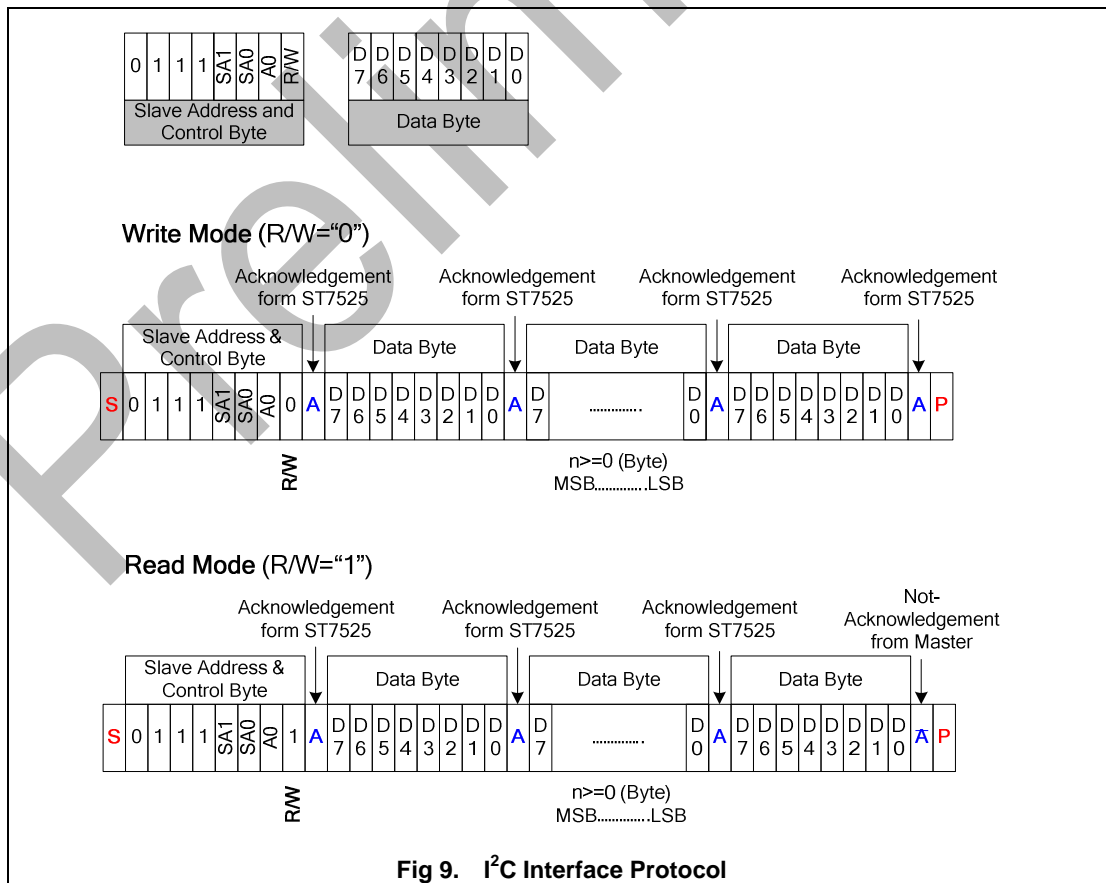 0 1 1 1 SA1 SA0 A0 R/W
Slave Address and
Control Byte
D7 D6 D5 D4 D3 D2 D1 D0
Data Byte
Write Mode (R/W="0")
Acknowledgement
form ST7525
Acknowledgement
form ST7525
Acknowledgement
form ST7525
Acknowledgement
form ST7525
Slave Address &
Control Byte
Data Byte
Data Byte
Data Byte
S 0 1 1 1 SA1 SA0 A0 0 A D7 D6 D5 D4 D3 D2 D1 D0 A D7 ............. D0 A D7 D6 D5 D4 D3 D2 D1 D0 A P
R/W
n>=0 (Byte)
MSB.............LSB
Read Mode (R/W="1")
Acknowledgement
form ST7525
Acknowledgement
form ST7525
Acknowledgement
form ST7525
Not-
Acknowledgement
from Master
Slave Address &
Control Byte
Data Byte
Data Byte
Data Byte
S 0 1 1 1 SA1 SA0 A0 1 A D7 D6 D5 D4 D3 D2 D1 D0 A D7 ............. D0 A D7 D6 D5 D4 D3 D2 D1 D0 A̅ P
R/W
n>=0 (Byte)
MSB.............LSB
Fig 9. I²C Interface Protocol
Prelim